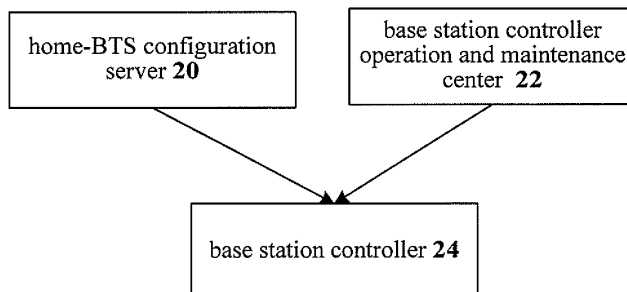 home-BTS configuration
server 20
base station controller
operation and maintenance
center 22
base station controller 24